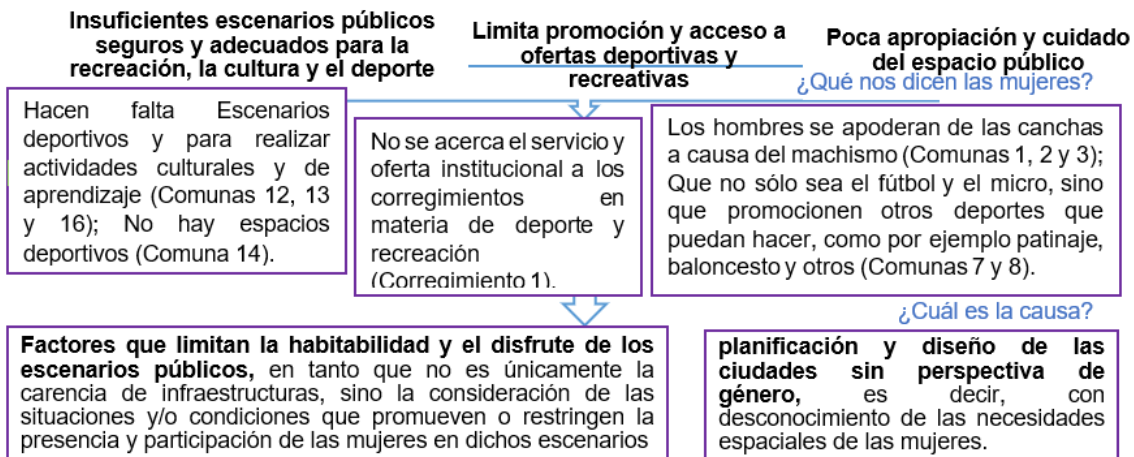 Insuficientes escenarios públicos
seguros y adecuados para la
recreación, la cultura y el deporte
Limita promoción y acceso a
ofertas deportivas y
recreativas
Poca apropiación y cuidado
del espacio público
¿Qué nos dicen las mujeres?
Hacen falta Escenarios
deportivos y para realizar
actividades culturales y de
aprendizaje (Comunas 12, 13
y 16); No hay espacios
deportivos (Comuna 14).
No se acerca el servicio y
oferta institucional a los
corregimientos en
materia de deporte y
recreación
(Corregimiento 1).
Los hombres se apoderan de las canchas
a causa del machismo (Comunas 1, 2 y 3);
Que no sólo sea el fútbol y el micro, sino
que promocionen otros deportes que
puedan hacer, como por ejemplo patinaje,
baloncesto y otros (Comunas 7 y 8).
¿Cuál es la causa?
Factores que limitan la habitabilidad y el disfrute de los
escenarios públicos, en tanto que no es únicamente la
carencia de infraestructuras, sino la consideración de las
situaciones y/o condiciones que promueven o restringen la
presencia y participación de las mujeres en dichos escenarios
planificación y diseño de las
ciudades sin perspectiva de
género, es decir, con
desconocimiento de las necesidades
espaciales de las mujeres.